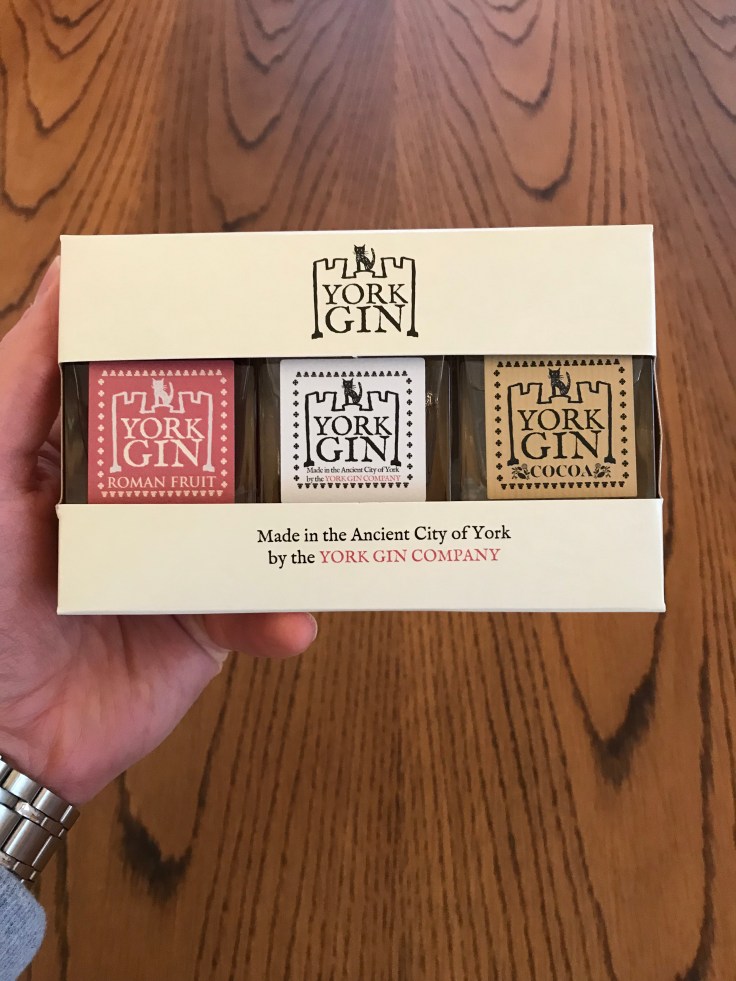 YORK
GIN
YORK
GIN
ROMAN FRUIT
YORK
GIN
Made in the Ancient City of York
by the YORK GIN COMPANY
YORK
GIN
COCOA
Made in the Ancient City of York
by the YORK GIN COMPANY